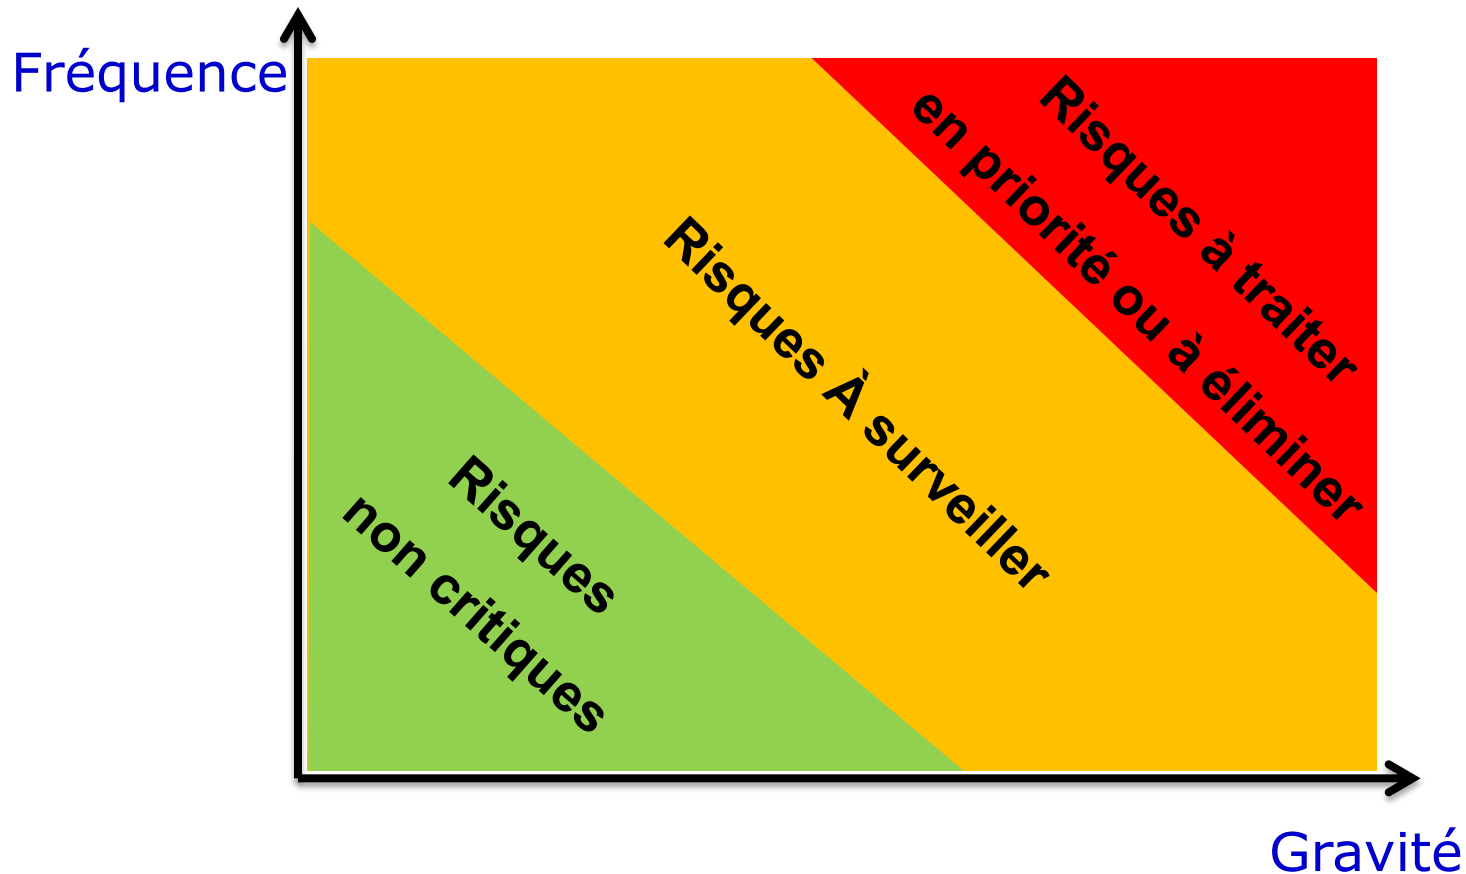 Fréquence
Risques à traiter
en priorité ou à éliminer
Risques À surveiller
Risques
non critiques
Gravité